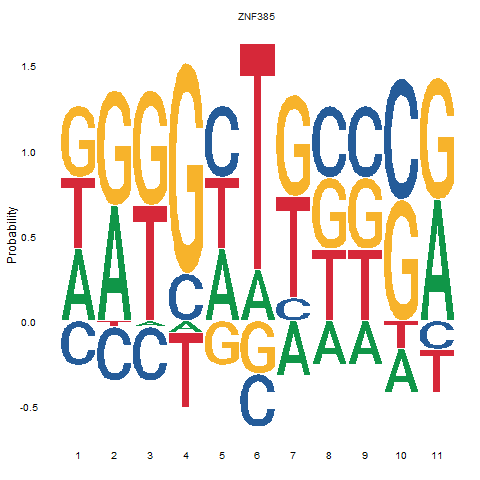 ZNF385
1.5
1.0
0.5
0.0
-0.5
Probability
G G G G C T G C C C G
T A T C T A T G G G A
A T A A A G C T T T C
C C C T G C A A A A T
1 2 3 4 5 6 7 8 9 10 11